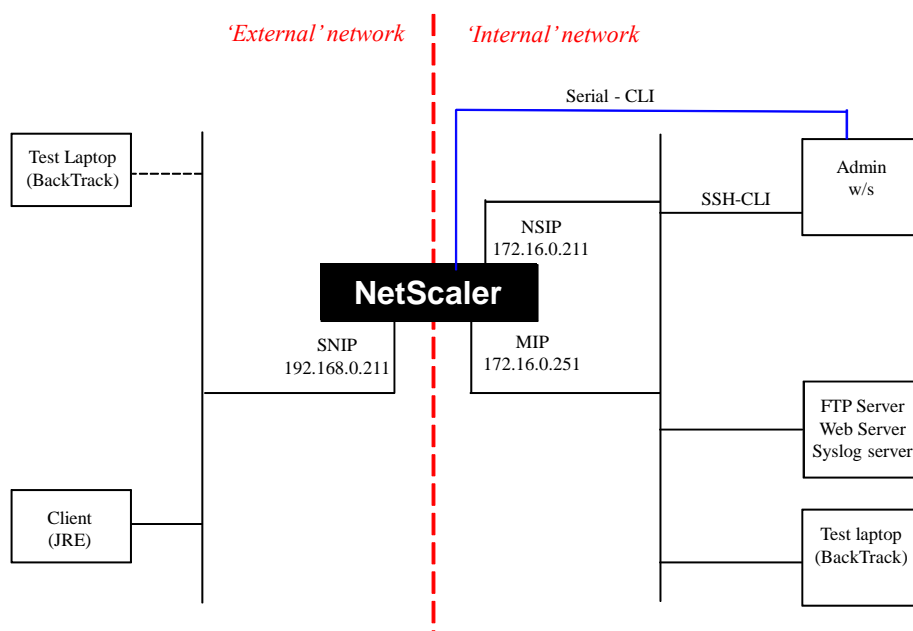 ‘External’ network
‘Internal’ network
Serial - CLI
Test Laptop
(BackTrack)
Admin
w/s
SSH-CLI
NSIP
172.16.0.211
NetScaler
SNIP
192.168.0.211
MIP
172.16.0.251
FTP Server
Web Server
Syslog server
Client
(JRE)
Test laptop
(BackTrack)